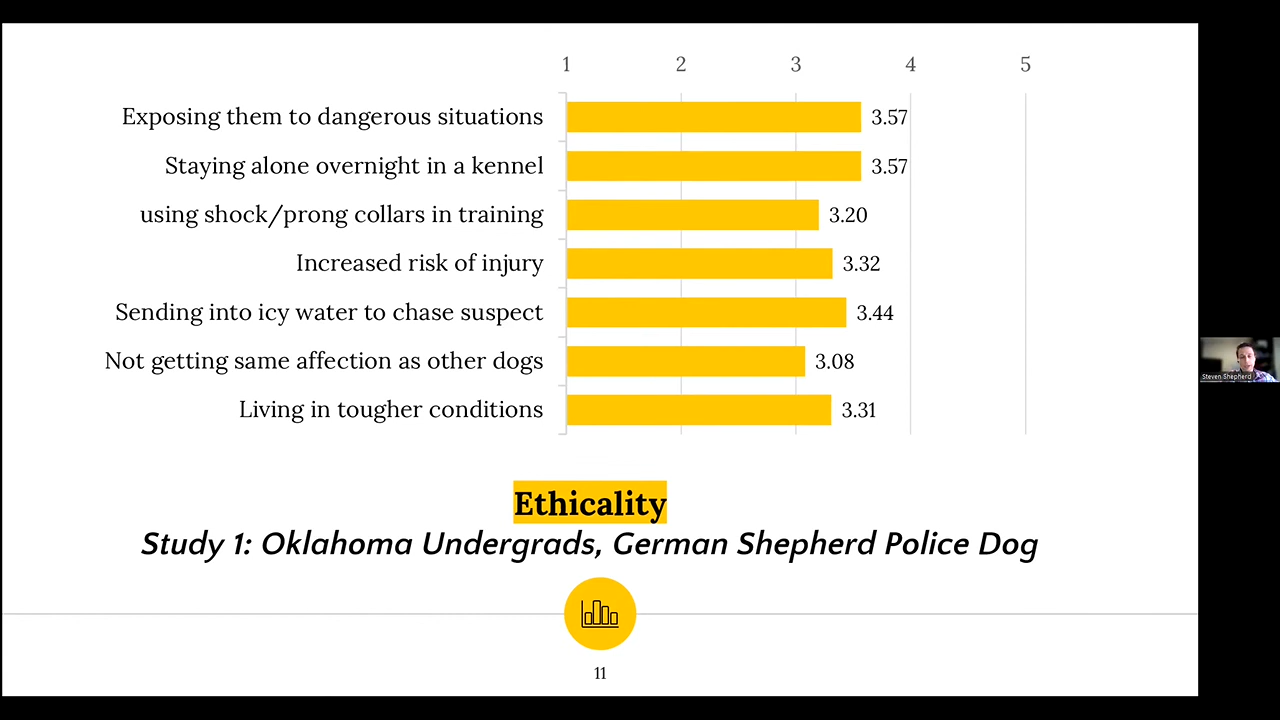 1 2 3 4 5
Exposing them to dangerous situations 3.57
Staying alone overnight in a kennel 3.57
using shock/prong collars in training 3.20
Increased risk of injury 3.32
Sending into icy water to chase suspect 3.44
Not getting same affection as other dogs 3.08
Living in tougher conditions 3.31
Ethicality
Study 1: Oklahoma Undergrads, German Shepherd Police Dog
11
Steven Shepherd